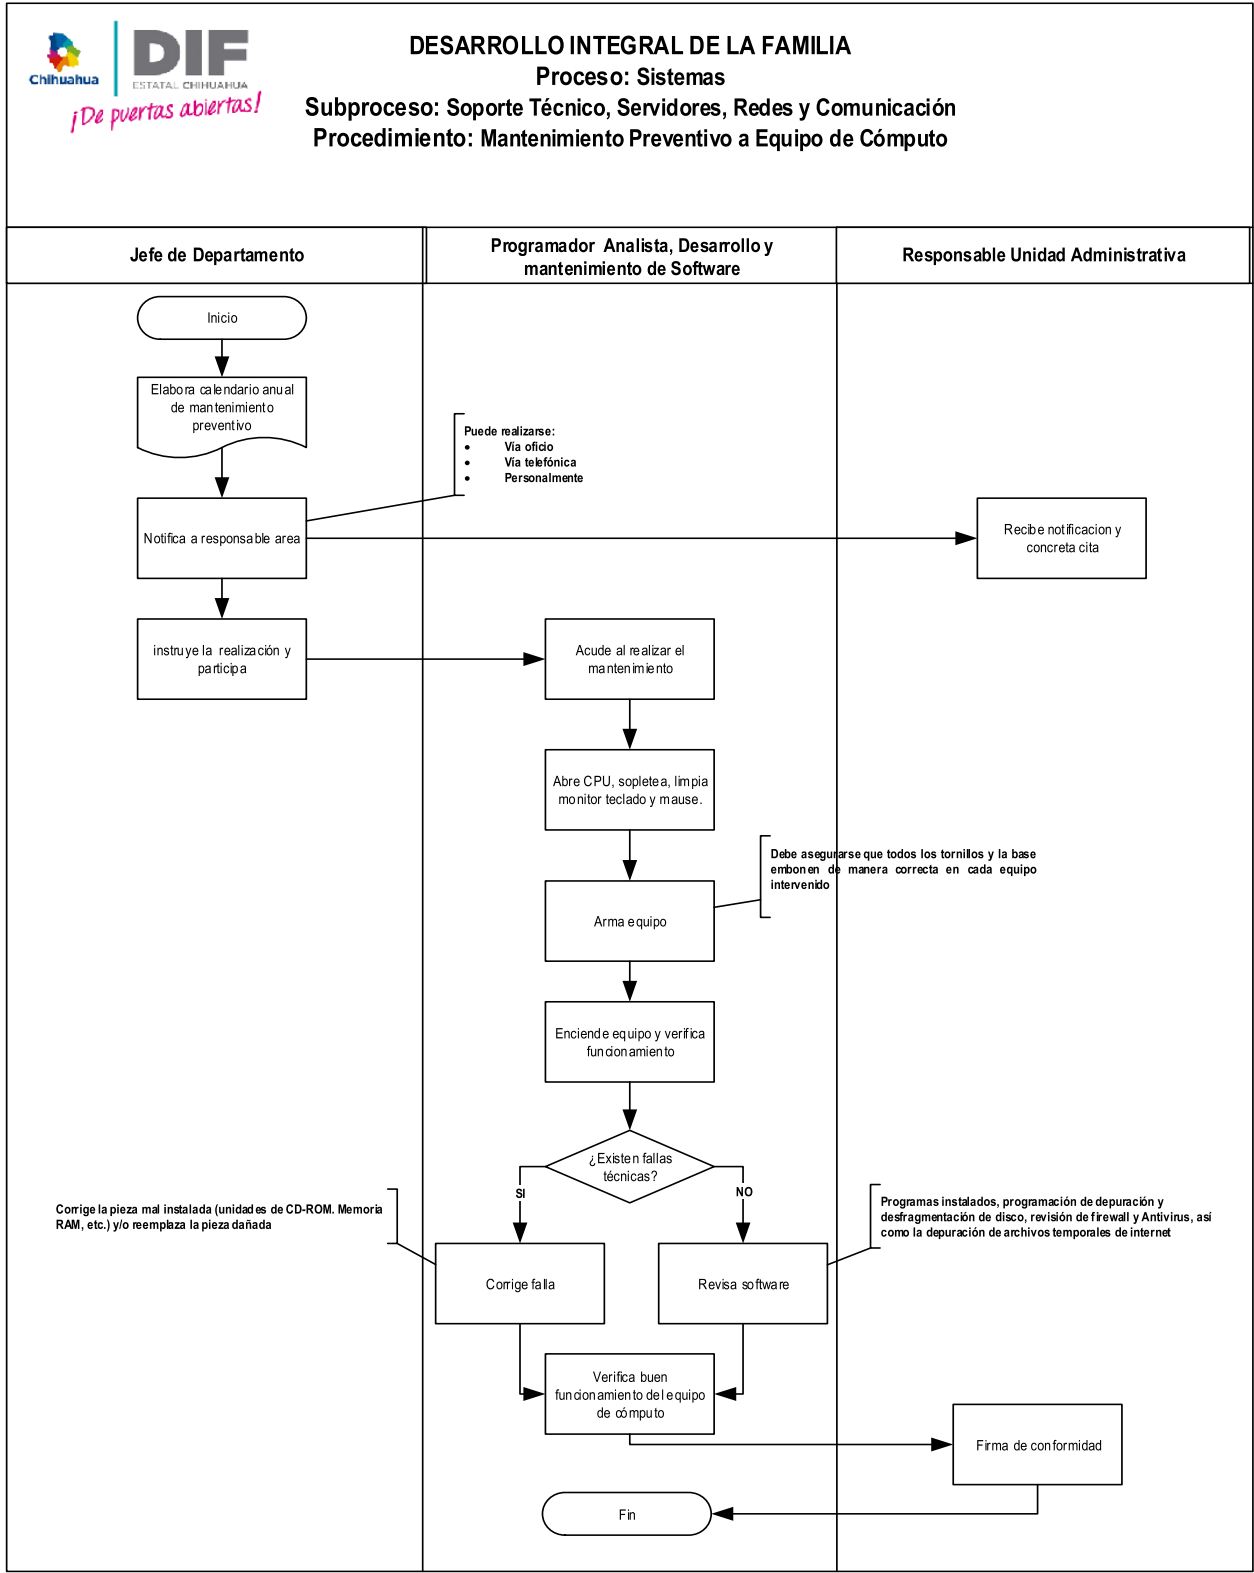 Chihuahua
DIF
ESTATAL CHIHUAHUA
¡De puertas abiertas!
DESARROLLO INTEGRAL DE LA FAMILIA
Proceso: Sistemas
Subproceso: Soporte Técnico, Servidores, Redes y Comunicación
Procedimiento: Mantenimiento Preventivo a Equipo de Cómputo
Jefe de Departamento
Programador Analista, Desarrollo y
mantenimiento de Software
Responsable Unidad Administrativa
Inicio
Elabora calendario anual
de mantenimiento
preventivo
Puede realizarse:
• Vía oficio
• Vía telefónica
• Personalmente
Notifica a responsable area
Recibe notificacion y
concreta cita
instruye la realización y
participa
Acude al realizar el
mantenimiento
Abre CPU, sopletea, limpia
monitor teclado y mause.
Debe asegurarse que todos los tornillos y la base
embonen de manera correcta en cada equipo
intervenido
Arma equipo
Enciende equipo y verifica
funcionamiento
¿Existen fallas
técnicas?
SI
NO
Corrige la pieza mal instalada (unidades de CD-ROM. Memoria
RAM, etc.) y/o reemplaza la pieza dañada
Programas instalados, programación de depuración y
desfragmentación de disco, revisión de firewall y Antivirus, así
como la depuración de archivos temporales de internet
Corrige falla
Revisa software
Verifica buen
funcionamiento del equipo
de cómputo
Firma de conformidad
Fin